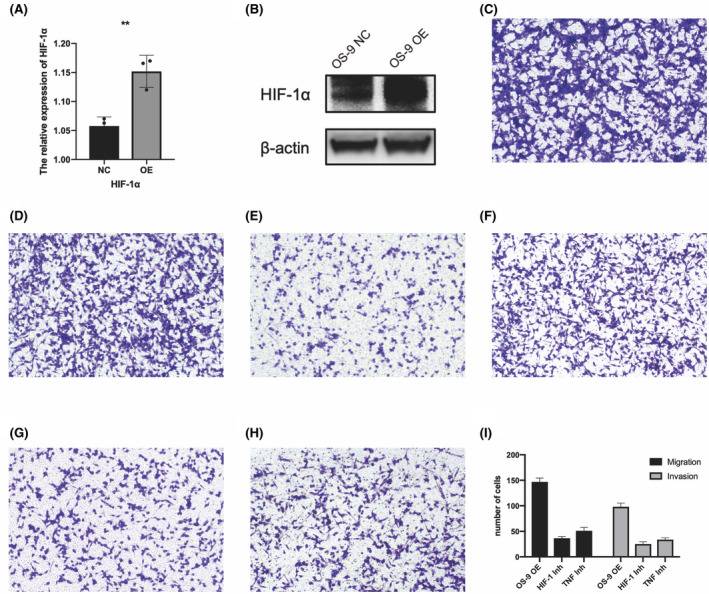 (A)
**
The relative expression of HIF-1α
1.20
1.15
1.10
1.05
1.00
NC OE
HIF-1α
(B)
OS-9 NC OS-9 OE
HIF-1α
β-actin
(C)
(D)
(E)
(F)
(G)
(H)
(I)
number of cells
200
150
100
50
0
Migration
Invasion
OS-9 OE HIF-1 Inh TNF Inh OS-9 OE HIF-1 Inh TNF Inh